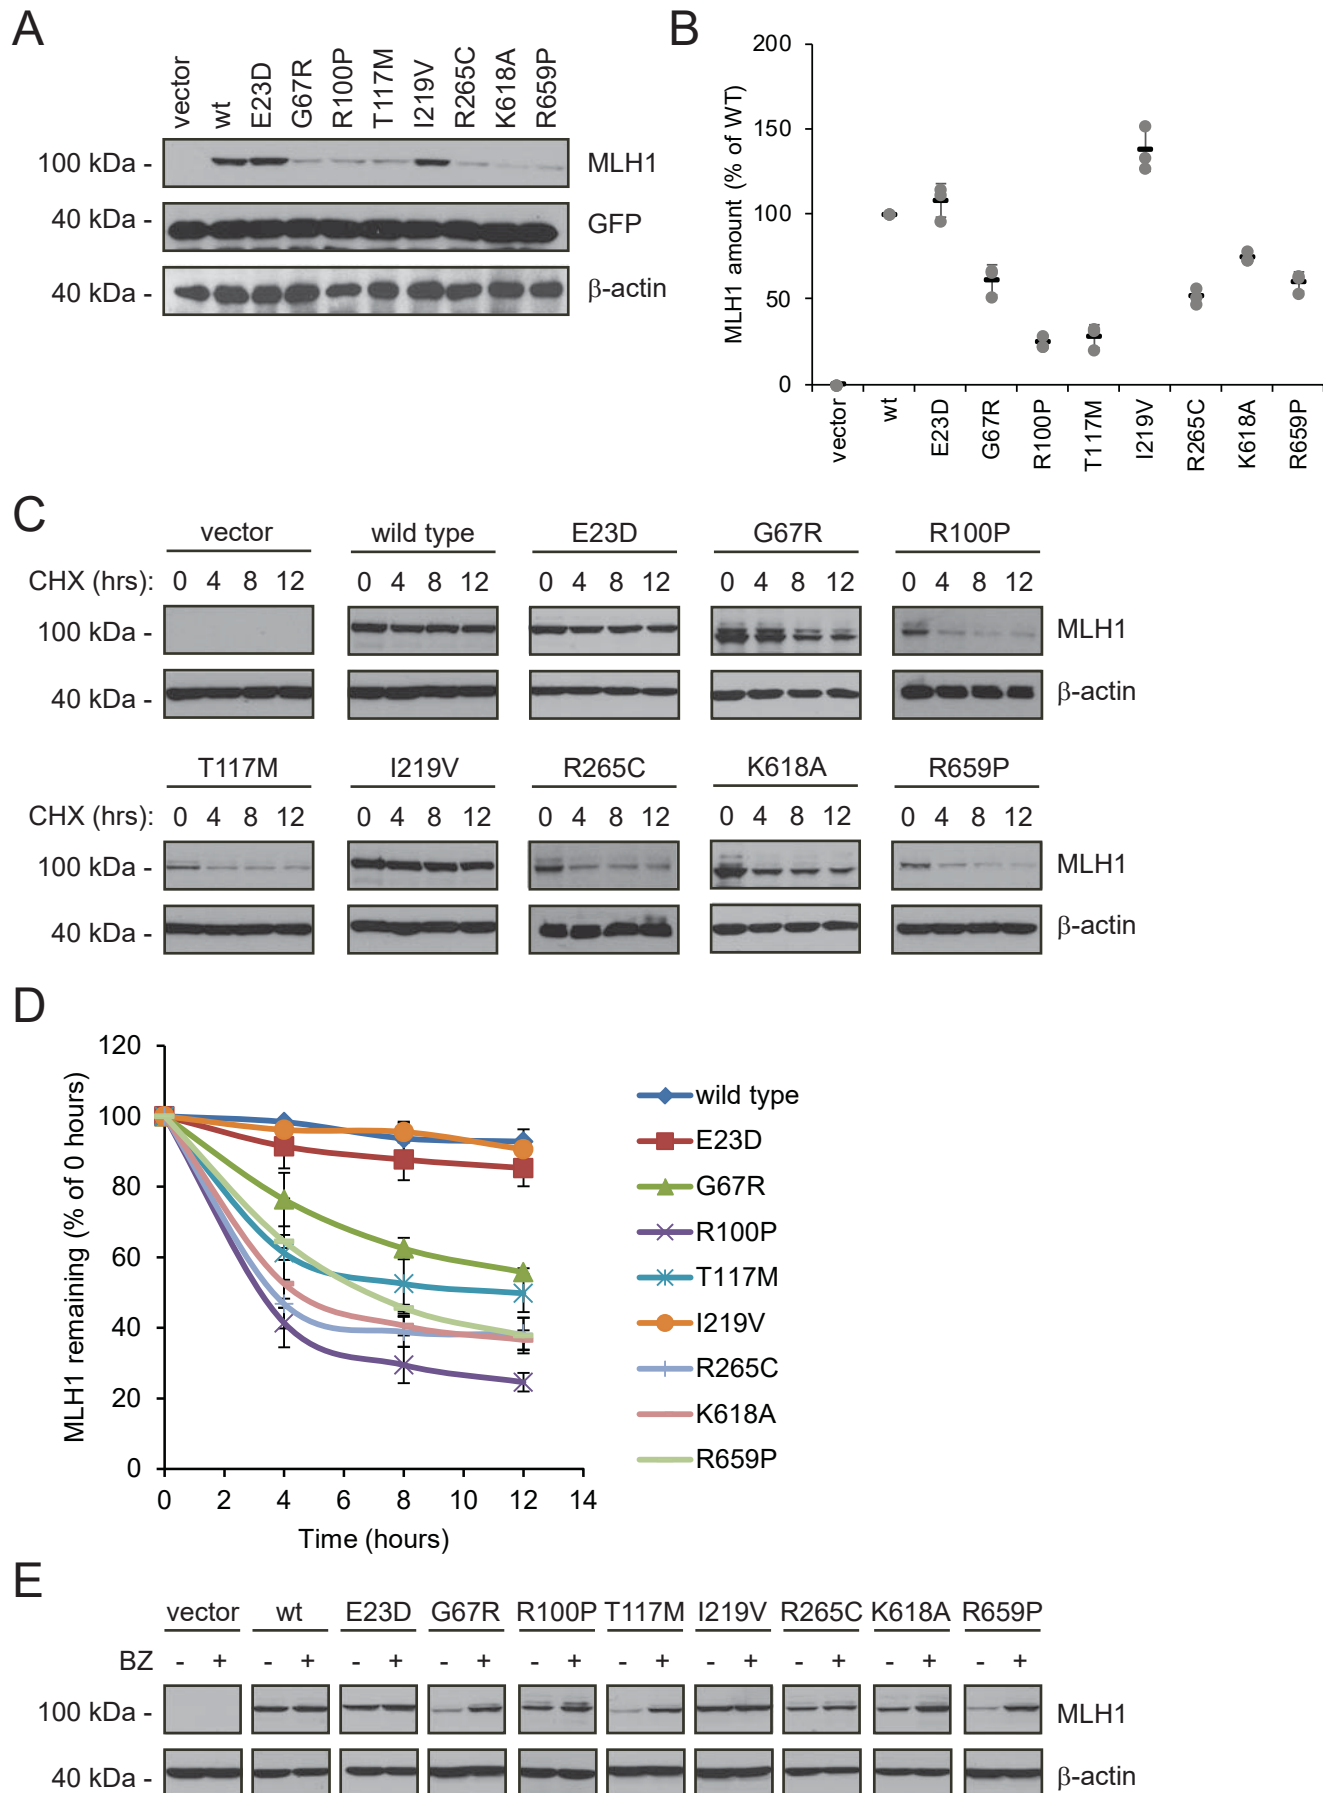 A
vector wt E23D G67R R100P T117M I219V R265C K618A R659P
100 kDa - MLH1
40 kDa - GFP
40 kDa - β-actin
B
MLH1 amount (% of WT)
200
150
100
50
0
vector wt E23D G67R R100P T117M I219V R265C K618A R659P
C
vector wild type E23D G67R R100P
CHX (hrs): 0 4 8 12 0 4 8 12 0 4 8 12 0 4 8 12 0 4 8 12
100 kDa - MLH1
40 kDa - β-actin
T117M I219V R265C K618A R659P
CHX (hrs): 0 4 8 12 0 4 8 12 0 4 8 12 0 4 8 12 0 4 8 12
100 kDa - MLH1
40 kDa - β-actin
D
MLH1 remaining (% of 0 hours)
120
100
80
60
40
20
0
0 2 4 6 8 10 12 14
Time (hours)
wild type
E23D
G67R
R100P
T117M
I219V
R265C
K618A
R659P
E
vector wt E23D G67R R100P T117M I219V R265C K618A R659P
BZ - + - + - + - + - + - + - + - + - + - +
100 kDa - MLH1
40 kDa - β-actin